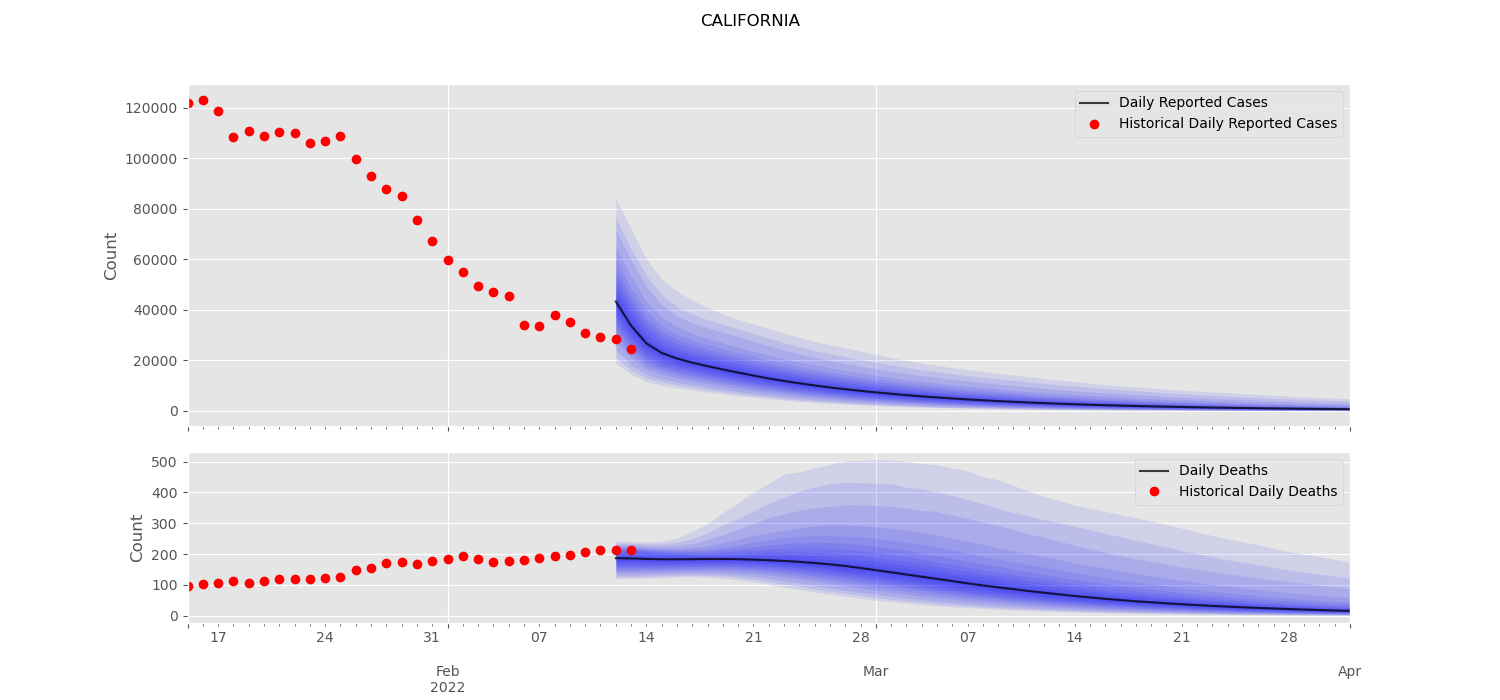 CALIFORNIA
120000
100000
80000
60000
40000
20000
0
Count
Daily Reported Cases
Historical Daily Reported Cases
500
400
300
200
100
0
Count
Daily Deaths
Historical Daily Deaths
17 24 31 07 14 21 28 07 14 21 28
Feb Mar Apr
2022